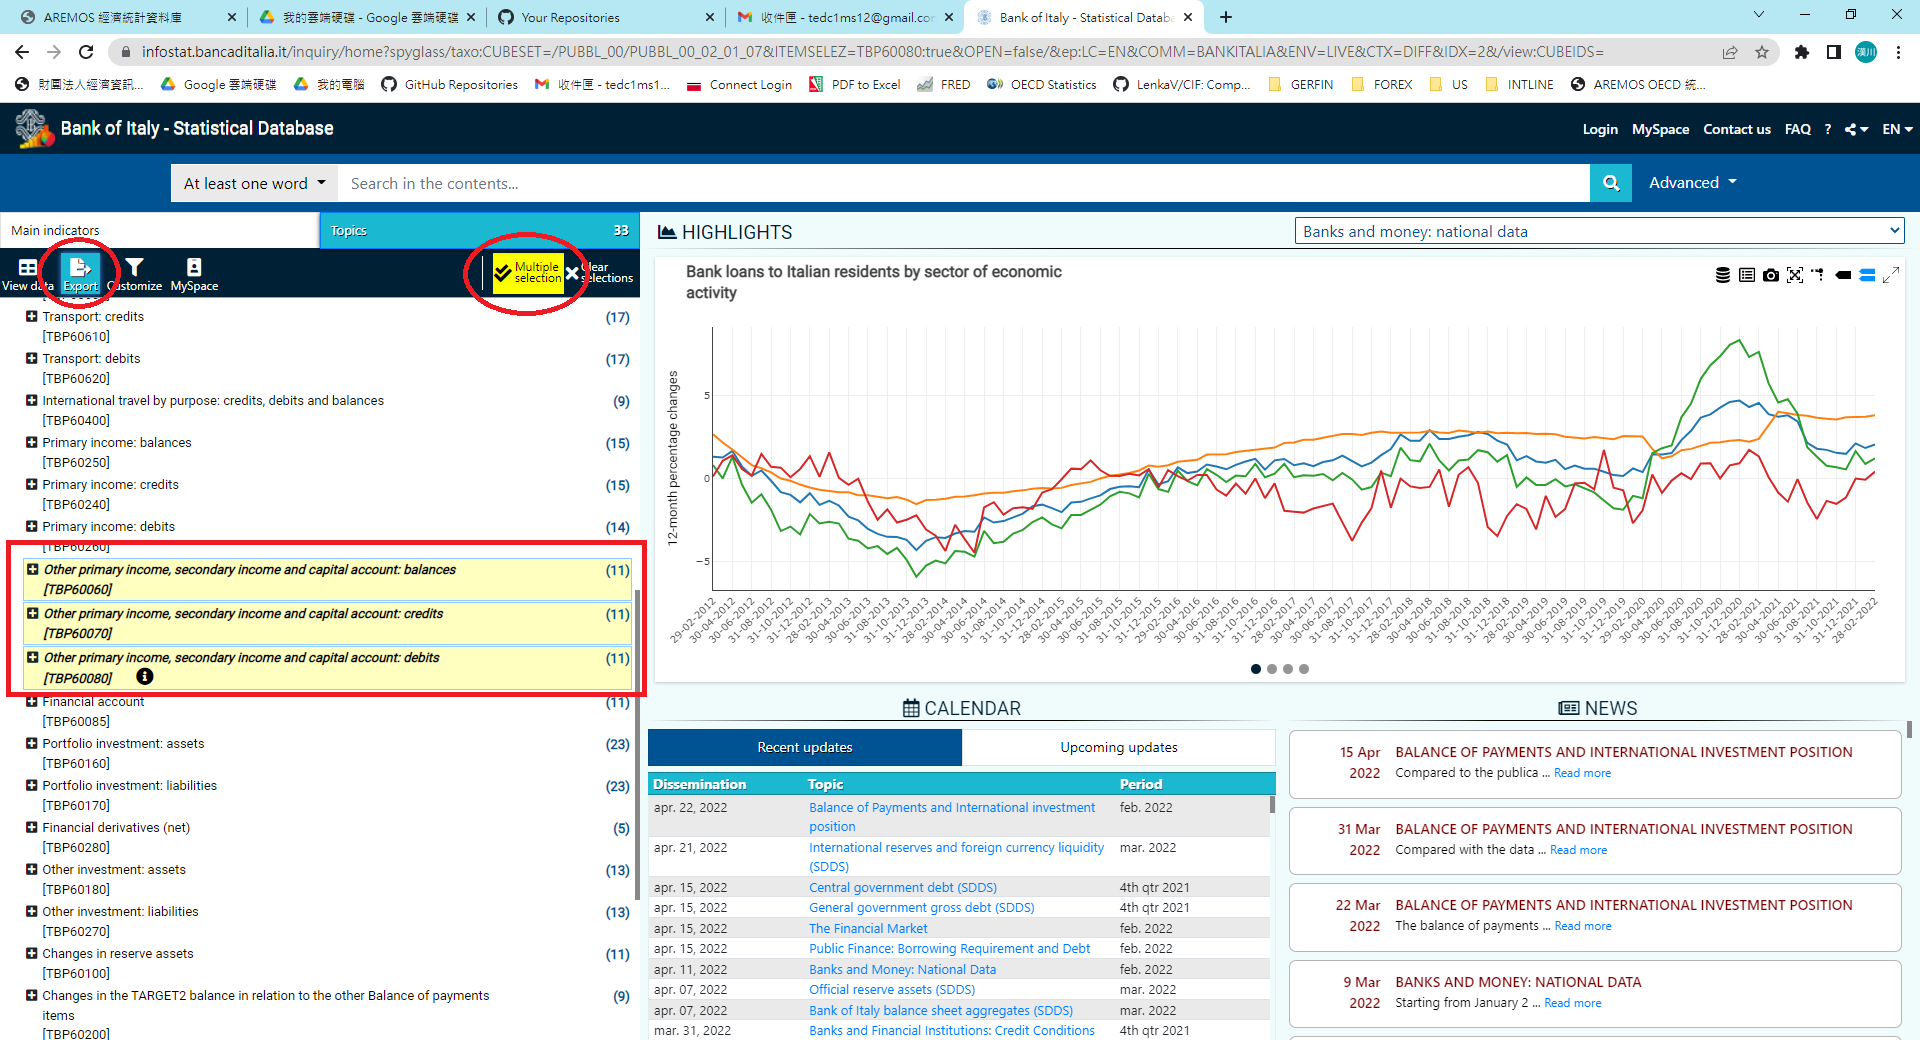 AREMOS 經濟統計資料庫
我的雲端硬碟 - Google 雲端硬碟
Your Repositories
收件匣 - tedc1ms12@gmail.co
Bank of Italy - Statistical Databa
infostat.bancaditalia.it/inquiry/home?spyglass/taxo:CUBESET=/PUBBL_00/PUBBL_00_02_01_07&ITEMSELEZ=TBP60080:true&OPEN=false/&ep:LC=EN&COMM=BANKITALIA&ENV=LIVE&CTX=DIFF&IDX=2&/view:CUBEIDS=
財團法人經濟資訊...
Google 雲端硬碟
我的電腦
GitHub Repositories
收件匣 - tedc1ms1...
Connect Login
PDF to Excel
FRED
OECD Statistics
LenkaV/CIF: Comp...
GERFIN
FOREX
US
INTLINE
AREMOS OECD 統...
Bank of Italy - Statistical Database
Login MySpace Contact us FAQ ? EN
At least one word
Search in the contents...
Advanced
Main indicators
Topics 33
View data
Export
Customize
MySpace
Multiple
selection
Clear
selections
Transport: credits (17)
[TBP60610]
Transport: debits (17)
[TBP60620]
International travel by purpose: credits, debits and balances (9)
[TBP60400]
Primary income: balances (15)
[TBP60250]
Primary income: credits (15)
[TBP60240]
Primary income: debits (14)
[TBP60260]
Other primary income, secondary income and capital account: balances (11)
[TBP60060]
Other primary income, secondary income and capital account: credits (11)
[TBP60070]
Other primary income, secondary income and capital account: debits (11)
[TBP60080]
Financial account (11)
[TBP60085]
Portfolio investment: assets (23)
[TBP60160]
Portfolio investment: liabilities (23)
[TBP60170]
Financial derivatives (net) (5)
[TBP60280]
Other investment: assets (13)
[TBP60180]
Other investment: liabilities (13)
[TBP60270]
Changes in reserve assets (11)
[TBP60100]
Changes in the TARGET2 balance in relation to the other Balance of payments (9)
items
[TBP60200]
HIGHLIGHTS
Banks and money: national data
Bank loans to Italian residents by sector of economic
activity
12-month percentage changes
5
0
−5
29-02-2012
30-04-2012
30-06-2012
31-08-2012
31-10-2012
31-12-2012
28-02-2013
30-04-2013
30-06-2013
31-08-2013
31-10-2013
31-12-2013
28-02-2014
30-04-2014
30-06-2014
31-08-2014
31-10-2014
31-12-2014
28-02-2015
30-04-2015
30-06-2015
31-08-2015
31-10-2015
31-12-2015
29-02-2016
30-04-2016
30-06-2016
31-08-2016
31-10-2016
31-12-2016
28-02-2017
30-04-2017
30-06-2017
31-08-2017
31-10-2017
31-12-2017
28-02-2018
30-04-2018
30-06-2018
31-08-2018
31-10-2018
31-12-2018
28-02-2019
30-04-2019
30-06-2019
31-08-2019
31-10-2019
31-12-2019
29-02-2020
30-04-2020
30-06-2020
31-08-2020
31-10-2020
31-12-2020
28-02-2021
30-04-2021
30-06-2021
31-08-2021
31-10-2021
31-12-2021
28-02-2022
CALENDAR
Recent updates
Upcoming updates
Dissemination Topic Period
apr. 22, 2022 Balance of Payments and International investment feb. 2022
position
apr. 21, 2022 International reserves and foreign currency liquidity mar. 2022
(SDDS)
apr. 15, 2022 Central government debt (SDDS) 4th qtr 2021
apr. 15, 2022 General government gross debt (SDDS) 4th qtr 2021
apr. 15, 2022 The Financial Market feb. 2022
apr. 15, 2022 Public Finance: Borrowing Requirement and Debt feb. 2022
apr. 11, 2022 Banks and Money: National Data feb. 2022
apr. 07, 2022 Official reserve assets (SDDS) mar. 2022
apr. 07, 2022 Bank of Italy balance sheet aggregates (SDDS) mar. 2022
mar. 31, 2022 Banks and Financial Institutions: Credit Conditions 4th qtr 2021
NEWS
15 Apr BALANCE OF PAYMENTS AND INTERNATIONAL INVESTMENT POSITION
2022 Compared to the publica ... Read more
31 Mar BALANCE OF PAYMENTS AND INTERNATIONAL INVESTMENT POSITION
2022 Compared with the data ... Read more
22 Mar BALANCE OF PAYMENTS AND INTERNATIONAL INVESTMENT POSITION
2022 The balance of payments ... Read more
9 Mar BANKS AND MONEY: NATIONAL DATA
2022 Starting from January 2 ... Read more